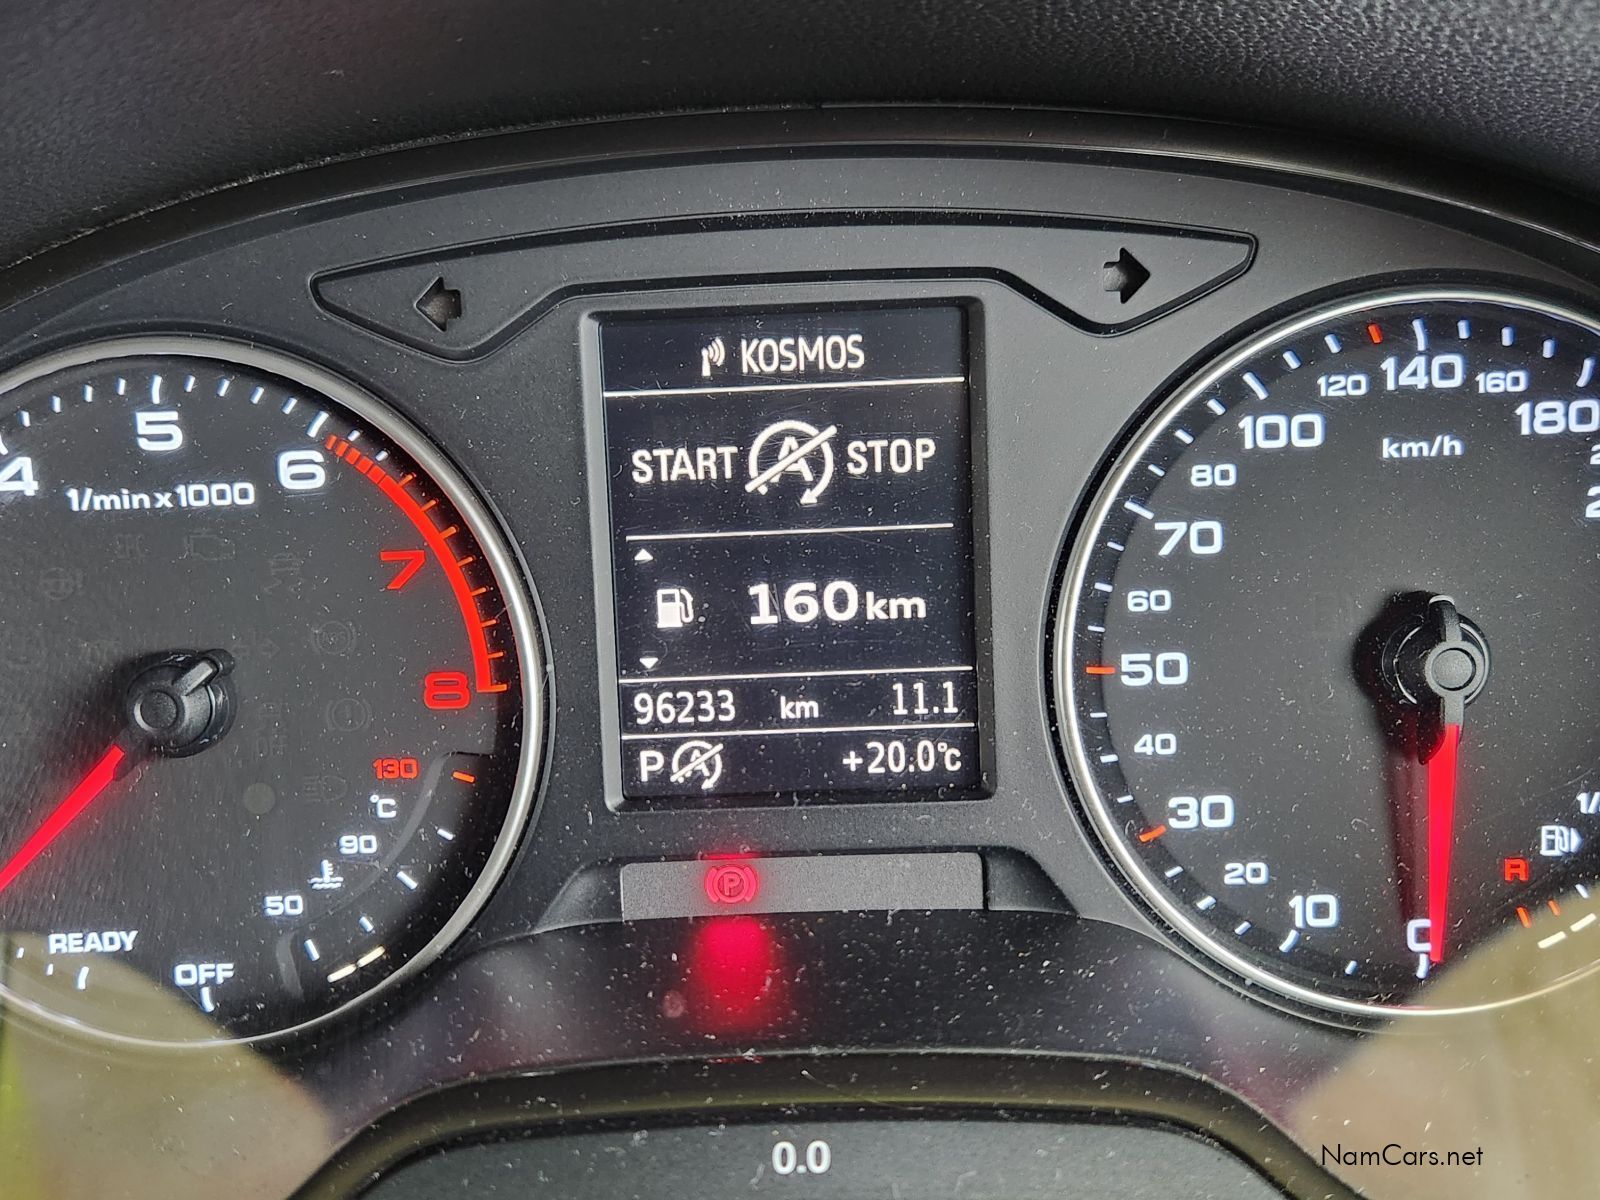 KOSMOS
START A STOP
160 km
96233 km 11.1
P A +20.0°C
4 5 6 7 8
1/min x 1000
130
°C
90
50
READY
OFF
0 10 20 30 40 50 60 70 80 100 120 140 160 180
km/h
R
P
0.0
NamCars.net